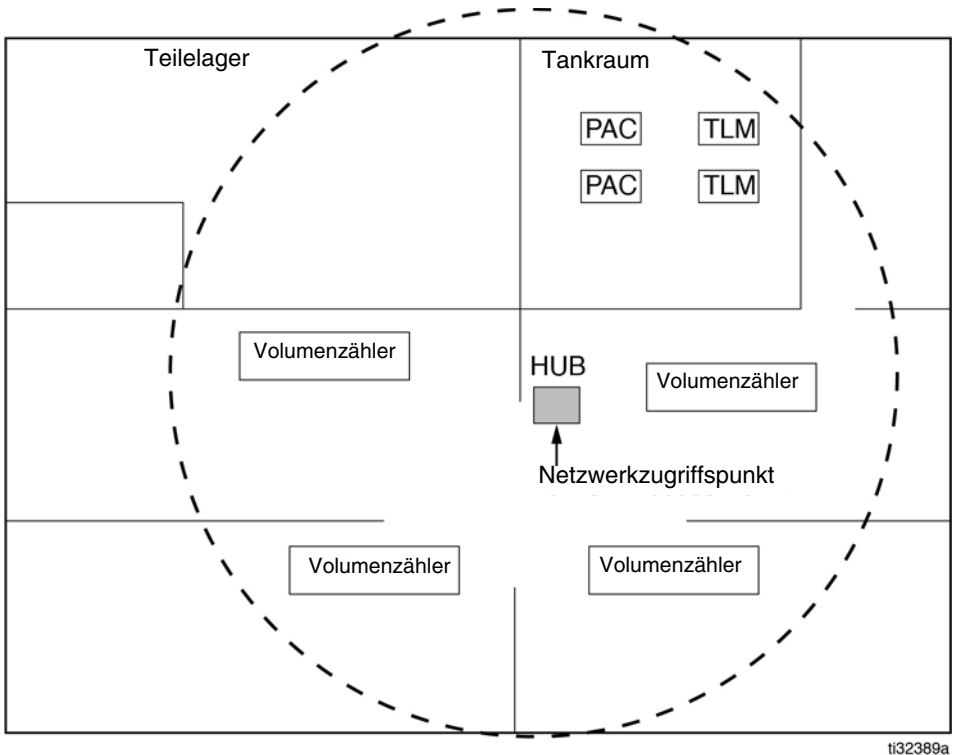 Teilelager
Tankraum
PAC TLM
PAC TLM
Volumenzähler
HUB
Volumenzähler
Netzwerkzugriffspunkt
Volumenzähler
Volumenzähler
ti32389a